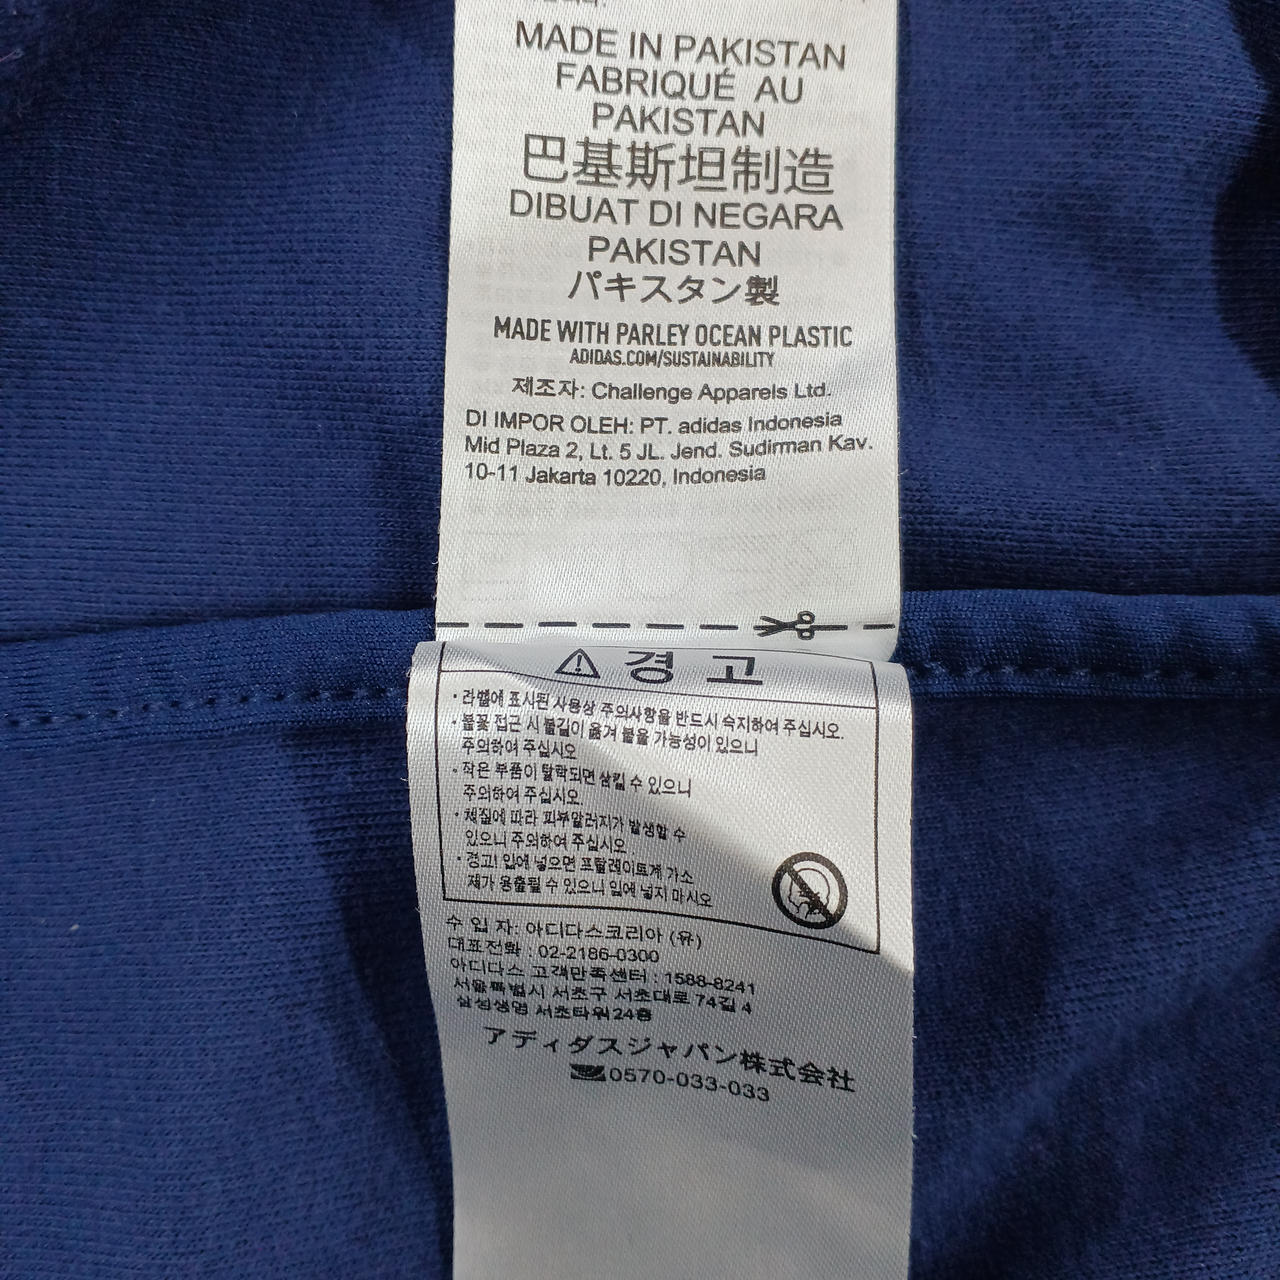 MADE IN PAKISTAN
FABRIQUÉ AU
PAKISTAN
巴基斯坦制造
DIBUAT DI NEGARA
PAKISTAN
パキスタン製
MADE WITH PARLEY OCEAN PLASTIC
ADIDAS.COM/SUSTAINABILITY
제조자: Challenge Apparels Ltd.
DI IMPOR OLEH: PT. adidas Indonesia
Mid Plaza 2, Lt. 5 JL. Jend. Sudirman Kav.
10-11 Jakarta 10220, Indonesia
경 고
· 라벨에 표시된 사용상 주의사항을 반드시 숙지하여 주십시오.
· 불꽃 접근 시 불길이 옮겨 붙을 가능성이 있으니
주의하여 주십시오
· 작은 부품이 탈락되면 삼킬 수 있으니
주의하여 주십시오.
· 재질에 따라 피부알러지가 발생할 수
있으니 주의하여 주십시오
· 경고! 입에 넣으면 프탈레이트계 가소
제가 용출될 수 있으니 입에 넣지 마시오
수 입 자: 아디다스코리아 (유)
대표전화 : 02-2186-0300
아디다스 고객만족센터 : 1588-8241
서울특별시 서초구 서초대로 74길 4
삼성생명 서초타워 24층
アディダスジャパン株式会社
0570-033-033